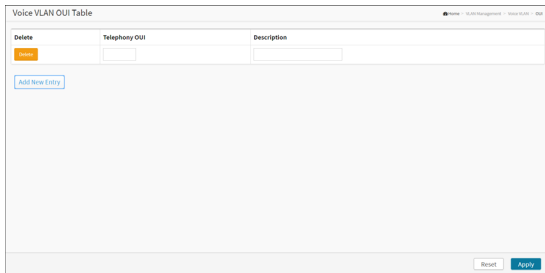 Voice VLAN OUI Table
Home > VLAN Management > Voice VLAN > OUI
Delete Telephony OUI Description
Delete
Add New Entry
Reset Apply